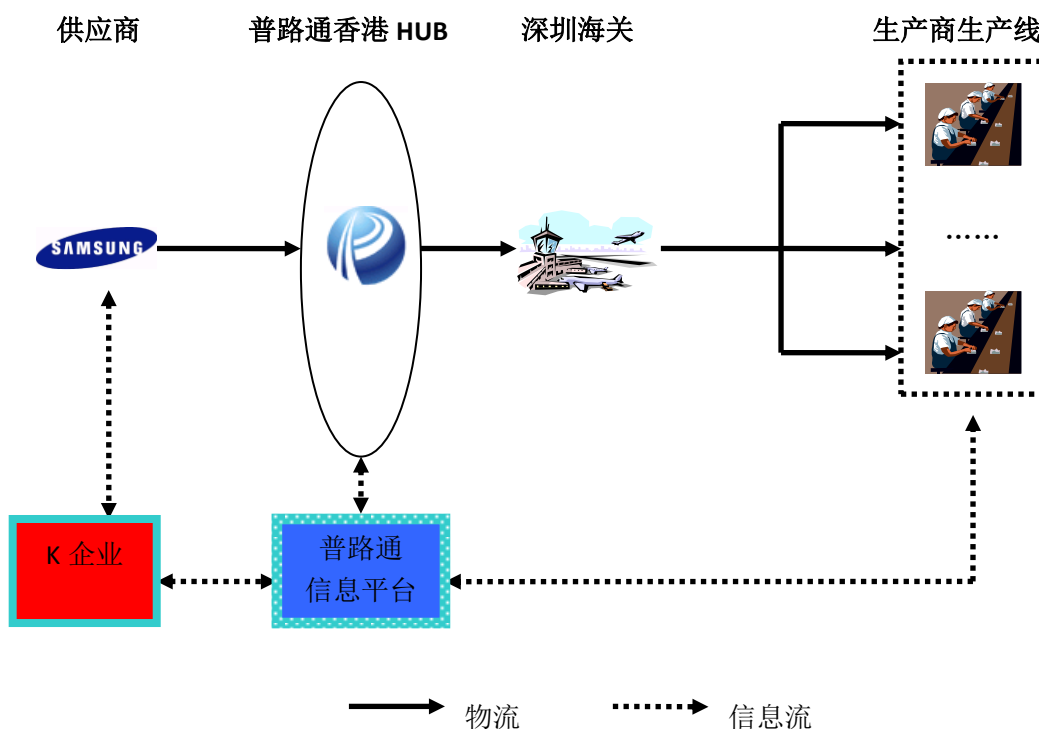 供应商
普路通香港 HUB
深圳海关
生产商生产线
SAMSUNG
……
K 企业
普路通
信息平台
物流
信息流